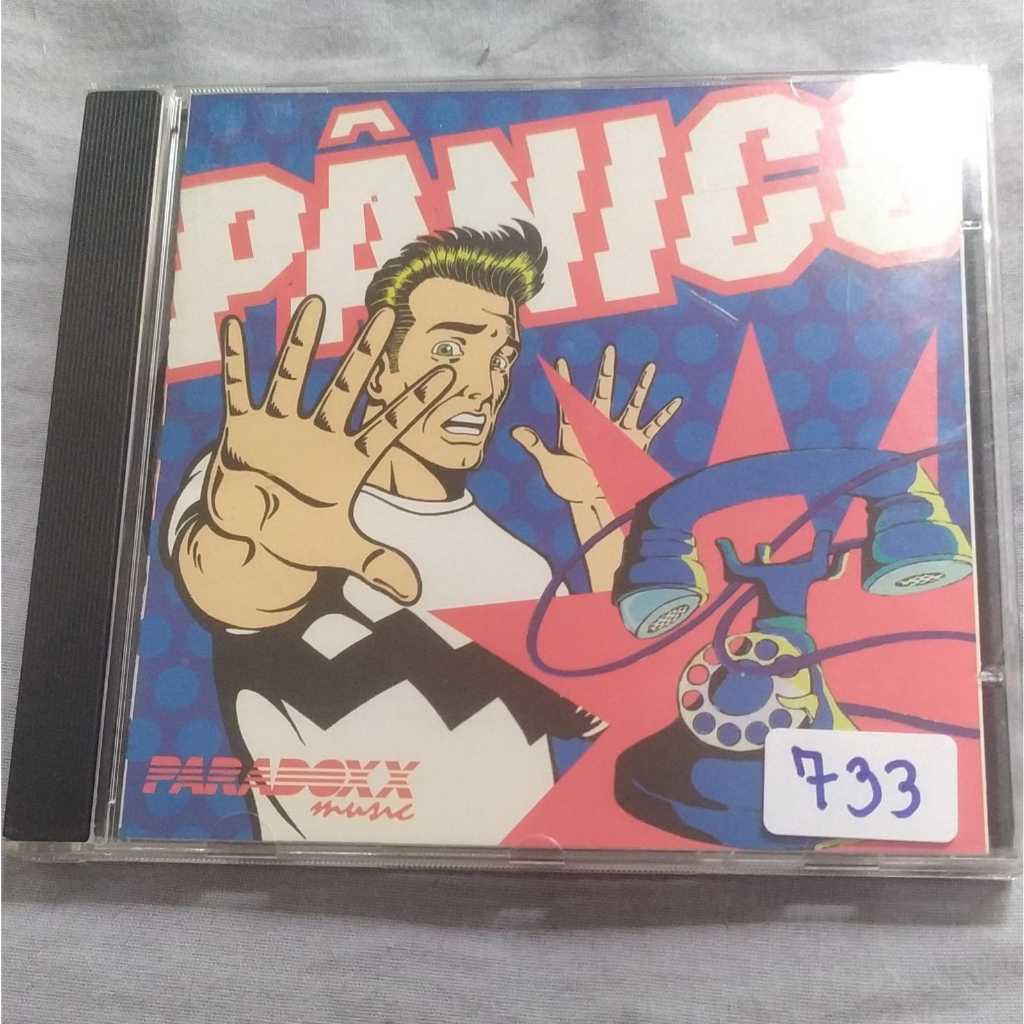 PÂNICO
PARADOXX
music
733